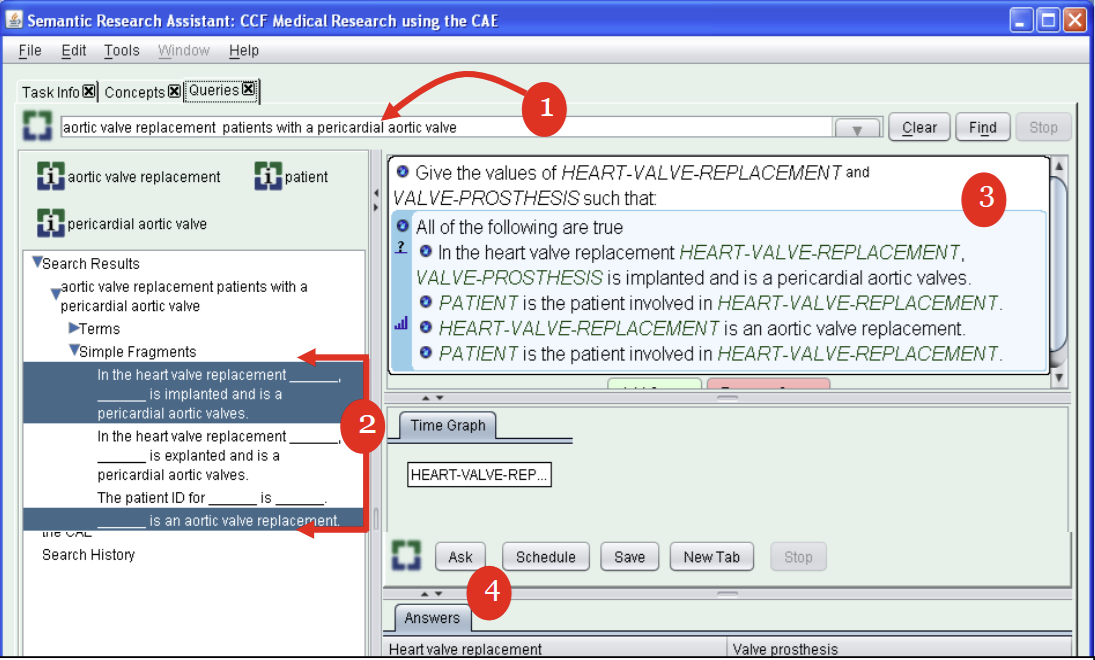 Semantic Research Assistant: CCF Medical Research using the CAE
File Edit Tools Window Help
Task Info Concepts Queries
1
aortic valve replacement patients with a pericardial aortic valve
Clear Find Stop
aortic valve replacement patient
pericardial aortic valve
Search Results
aortic valve replacement patients with a
pericardial aortic valve
Terms
Simple Fragments
In the heart valve replacement ______,
______ is implanted and is a
pericardial aortic valves.
In the heart valve replacement ______,
______ is explanted and is a
pericardial aortic valves.
The patient ID for ______ is ______.
______ is an aortic valve replacement.
the CAE
Search History
2
Give the values of HEART-VALVE-REPLACEMENT and
VALVE-PROSTHESIS such that:
3
All of the following are true
? In the heart valve replacement HEART-VALVE-REPLACEMENT,
VALVE-PROSTHESIS is implanted and is a pericardial aortic valves.
PATIENT is the patient involved in HEART-VALVE-REPLACEMENT.
HEART-VALVE-REPLACEMENT is an aortic valve replacement.
PATIENT is the patient involved in HEART-VALVE-REPLACEMENT.
Time Graph
HEART-VALVE-REP...
Ask Schedule Save New Tab Stop
4
Answers
Heart valve replacement Valve prosthesis